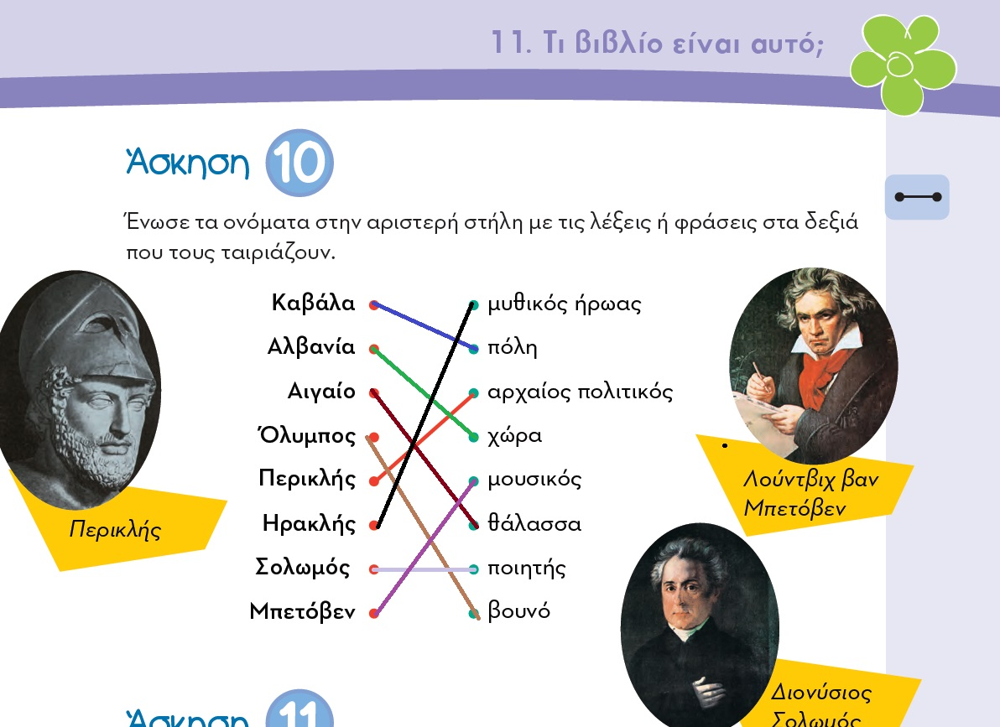 11. Τι βιβλίο είναι αυτό;
Άσκηση 10
Ένωσε τα ονόματα στην αριστερή στήλη με τις λέξεις ή φράσεις στα δεξιά
που τους ταιριάζουν.
Καβάλα
Αλβανία
Αιγαίο
Όλυμπος
Περικλής
Ηρακλής
Σολωμός
Μπετόβεν
μυθικός ήρωας
πόλη
αρχαίος πολιτικός
χώρα
μουσικός
θάλασσα
ποιητής
βουνό
Περικλής
Λούντβιχ βαν
Μπετόβεν
Διονύσιος
Σολωμός
Άσκηση 11